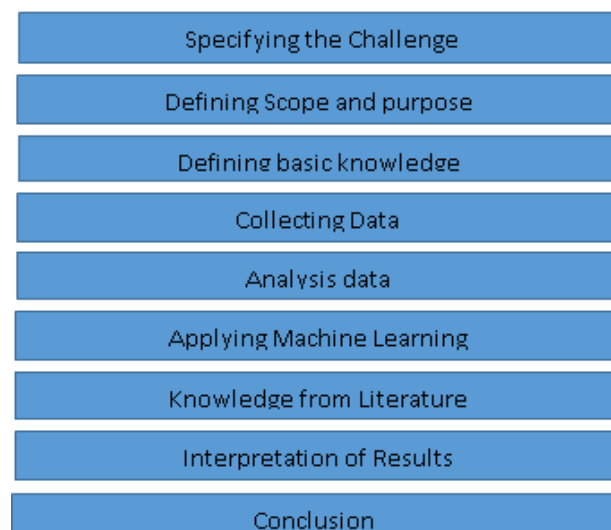 Specifying the Challenge
Defining Scope and purpose
Defining basic knowledge
Collecting Data
Analysis data
Applying Machine Learning
Knowledge from Literature
Interpretation of Results
Conclusion